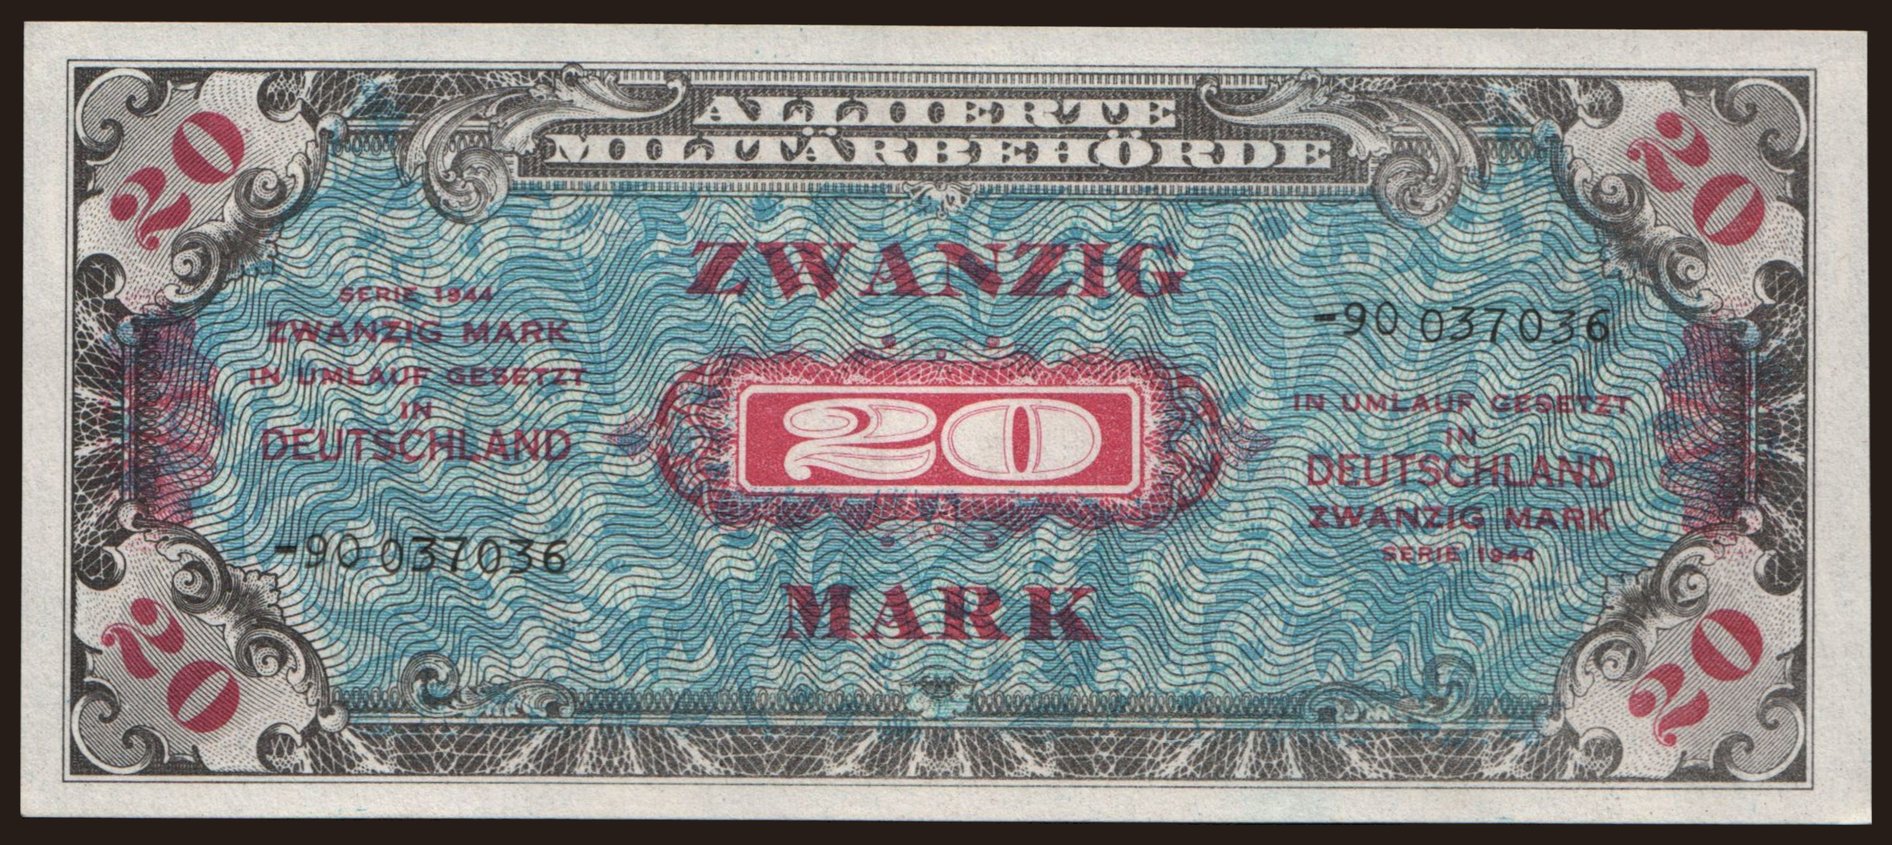 20
ALLIIERTE
MILITÄRBEHÖRDE
20
ZWANZIG
SERIE 1944
ZWANZIG MARK
IN UMLAUF GESETZT
IN
DEUTSCHLAND
-90 037036
20
-90 037036
IN UMLAUF GESETZT
IN
DEUTSCHLAND
ZWANZIG MARK
SERIE 1944
MARK
20
20